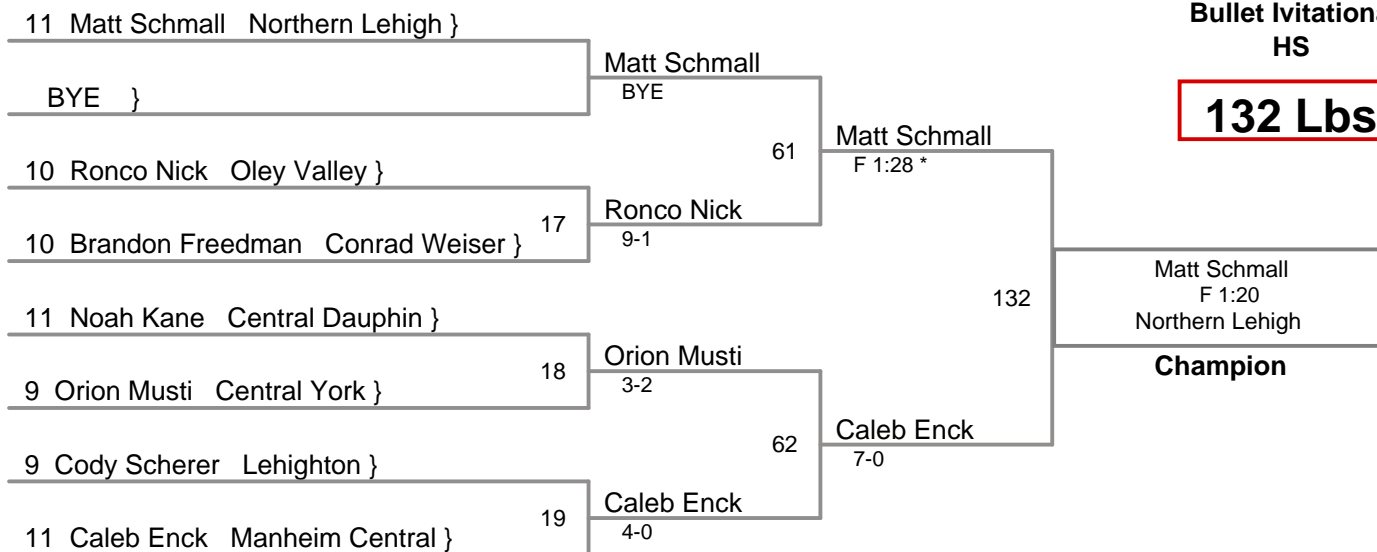 Bullet Ivitationa
HS
132 Lbs
11 Matt Schmall Northern Lehigh }
BYE }
10 Ronco Nick Oley Valley }
10 Brandon Freedman Conrad Weiser }
11 Noah Kane Central Dauphin }
9 Orion Musti Central York }
9 Cody Scherer Lehighton }
11 Caleb Enck Manheim Central }
17
18
19
Matt Schmall
BYE
Ronco Nick
9-1
Orion Musti
3-2
Caleb Enck
4-0
61
62
Matt Schmall
F 1:28 *
Caleb Enck
7-0
132
Matt Schmall
F 1:20
Northern Lehigh
Champion